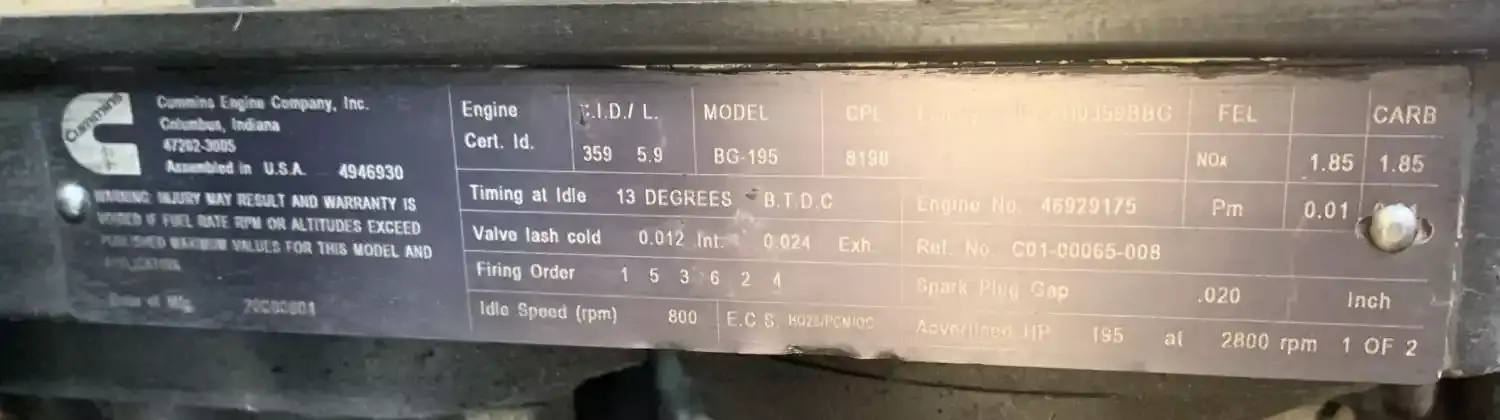 Cummins
Cummins Engine Company, Inc.
Columbus, Indiana
47202-3005
Assembled in U.S.A. 4946930
WARNING: INJURY MAY RESULT AND WARRANTY IS
VOIDED IF FUEL RATE RPM OR ALTITUDES EXCEED
PUBLISHED MAXIMUM VALUES FOR THIS MODEL AND
APPLICATION
Date of Mfg.
Engine
Cert. Id.
C.I.D./ L.
359 5.9
MODEL
BG-195
CPL
8198
FEL CARB
NOx 1.85 1.85
Pm 0.01
Timing at Idle 13 DEGREES B.T.D.C
Engine No. 46929175
Valve lash cold 0.012 Int. 0.024 Exh.
Ref. No. C01-00065-008
Firing Order 1 5 3 6 2 4
Spark Plug Gap .020 Inch
Idle Speed (rpm) 800 E.C.S.
Advertised HP 195 at 2800 rpm 1 OF 2